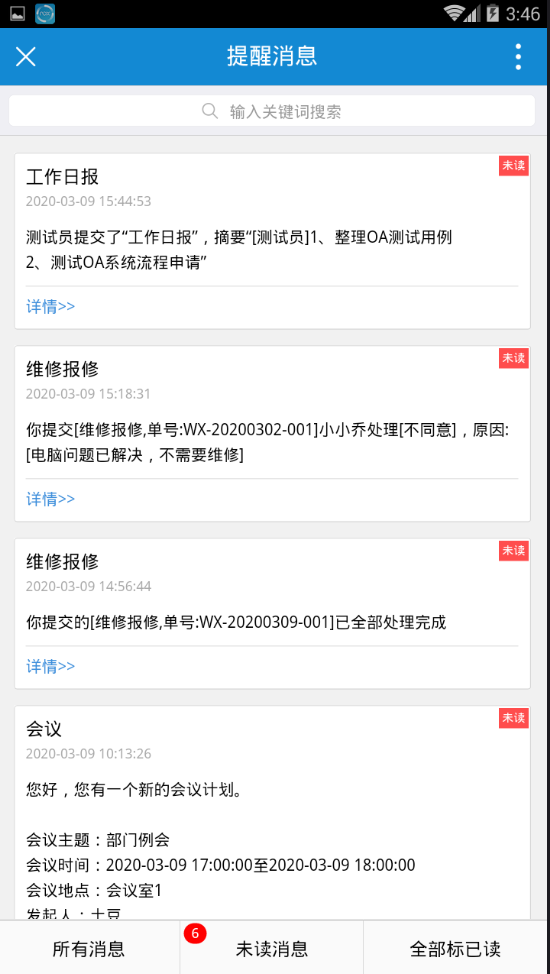 3:46
提醒消息
输入关键词搜索
未读
工作日报
2020-03-09 15:44:53
测试员提交了“工作日报”，摘要“[测试员]1、整理OA测试用例
2、测试OA系统流程申请”
详情>>
未读
维修报修
2020-03-09 15:18:31
你提交[维修报修,单号:WX-20200302-001]小小乔处理[不同意]，原因:
[电脑问题已解决，不需要维修]
详情>>
未读
维修报修
2020-03-09 14:56:44
你提交的[维修报修,单号:WX-20200309-001]已全部处理完成
详情>>
未读
会议
2020-03-09 10:13:26
您好，您有一个新的会议计划。
会议主题：部门例会
会议时间：2020-03-09 17:00:00至2020-03-09 18:00:00
会议地点：会议室1
发起人：土豆
所有消息
6
未读消息
全部标已读